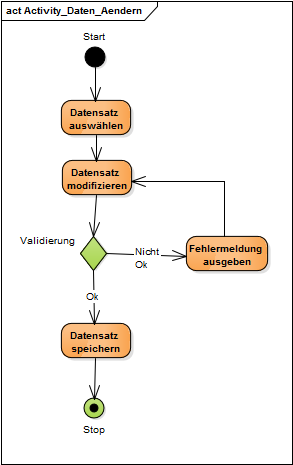 act Activity_Daten_Aendern
Start
Datensatz
auswählen
Datensatz
modifizieren
Validierung
Nicht
Ok
Fehlermeldung
ausgeben
Ok
Datensatz
speichern
Stop